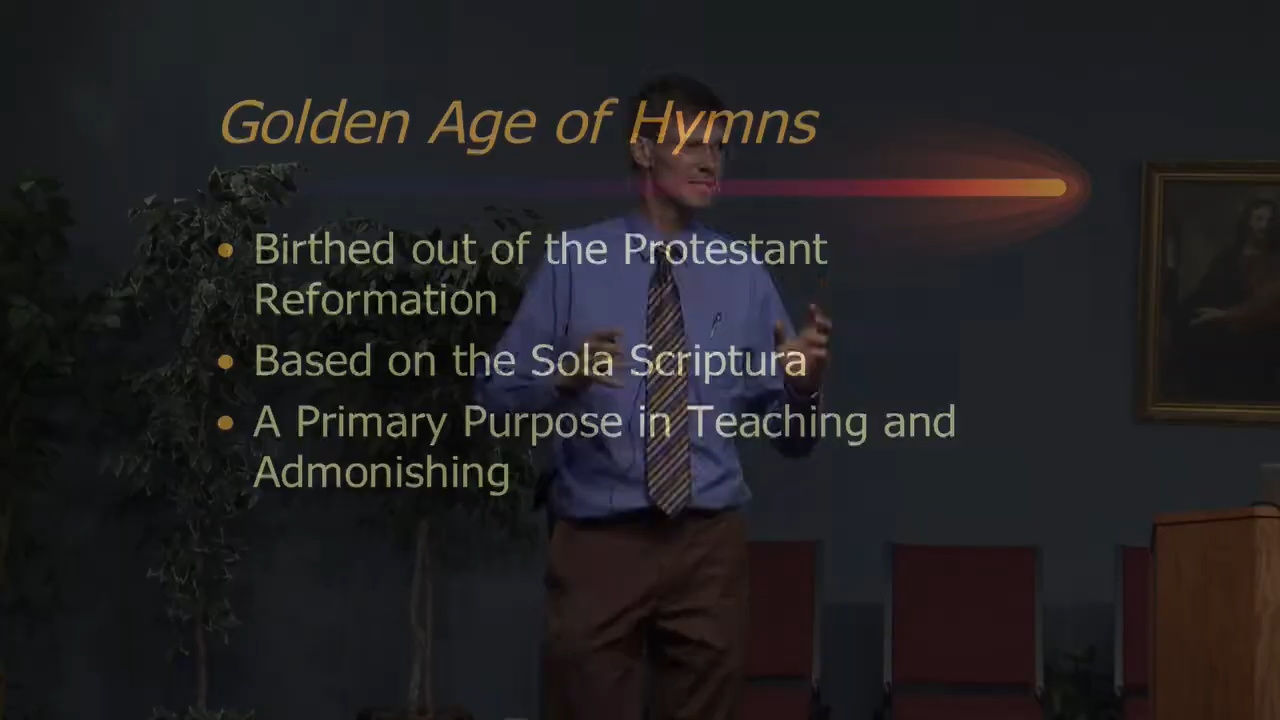 Golden Age of Hymns
• Birthed out of the Protestant
Reformation
• Based on the Sola Scriptura
• A Primary Purpose in Teaching and
Admonishing